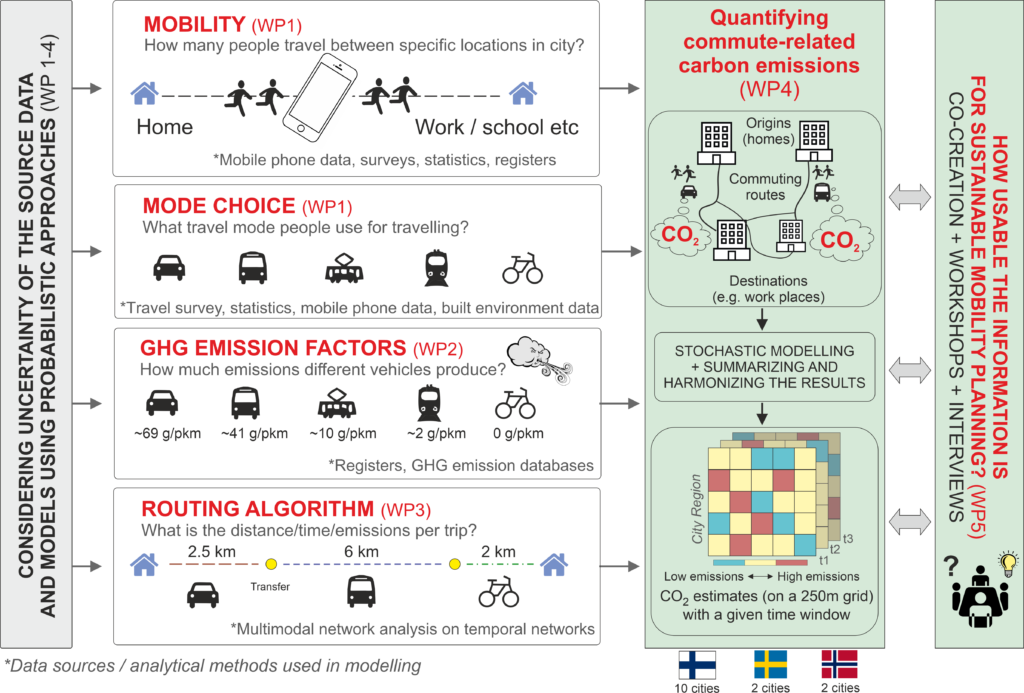 CONSIDERING UNCERTAINTY OF THE SOURCE DATA
AND MODELS USING PROBABILISTIC APPROACHES (WP 1-4)
MOBILITY (WP1)
How many people travel between specific locations in city?
Home
Work / school etc
*Mobile phone data, surveys, statistics, registers
MODE CHOICE (WP1)
What travel mode people use for travelling?
*Travel survey, statistics, mobile phone data, built environment data
GHG EMISSION FACTORS (WP2)
How much emissions different vehicles produce?
~69 g/pkm ~41 g/pkm ~10 g/pkm ~2 g/pkm 0 g/pkm
*Registers, GHG emission databases
ROUTING ALGORITHM (WP3)
What is the distance/time/emissions per trip?
2.5 km 6 km 2 km
Transfer
*Multimodal network analysis on temporal networks
*Data sources / analytical methods used in modelling
Quantifying
commute-related
carbon emissions
(WP4)
Origins
(homes)
Commuting
routes
CO2 CO2
Destinations
(e.g. work places)
STOCHASTIC MODELLING
+ SUMMARIZING AND
HARMONIZING THE RESULTS
City Region
t3
t2
t1
Low emissions High emissions
CO2 estimates (on a 250m grid)
with a given time window
10 cities 2 cities 2 cities
HOW USABLE THE INFORMATION IS
FOR SUSTAINABLE MOBILITY PLANNING? (WP5)
CO-CREATION + WORKSHOPS + INTERVIEWS
?